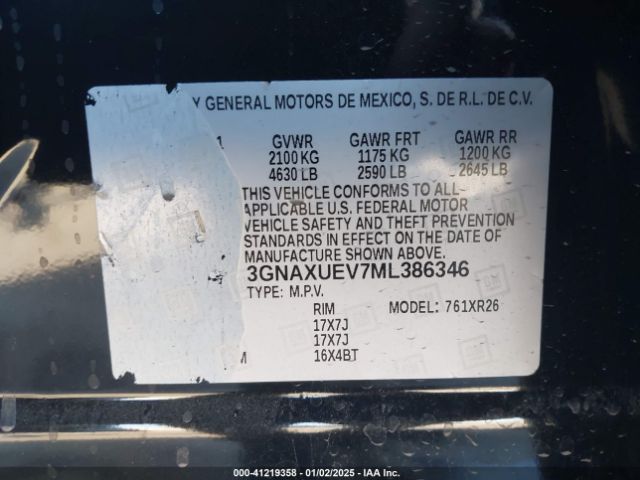 Y GENERAL MOTORS DE MEXICO, S. DE R.L. DE C.V.
1 GVWR GAWR FRT GAWR RR
2100 KG 1175 KG 1200 KG
4630 LB 2590 LB 2645 LB
THIS VEHICLE CONFORMS TO ALL
APPLICABLE U.S. FEDERAL MOTOR
VEHICLE SAFETY AND THEFT PREVENTION
STANDARDS IN EFFECT ON THE DATE OF
MANUFACTURE SHOWN ABOVE.
3GNAXUEV7ML386346
TYPE: M.P.V.
RIM MODEL: 761XR26
17X7J
17X7J
M 16X4BT
000-41219358 - 01/02/2025 - IAA Inc.